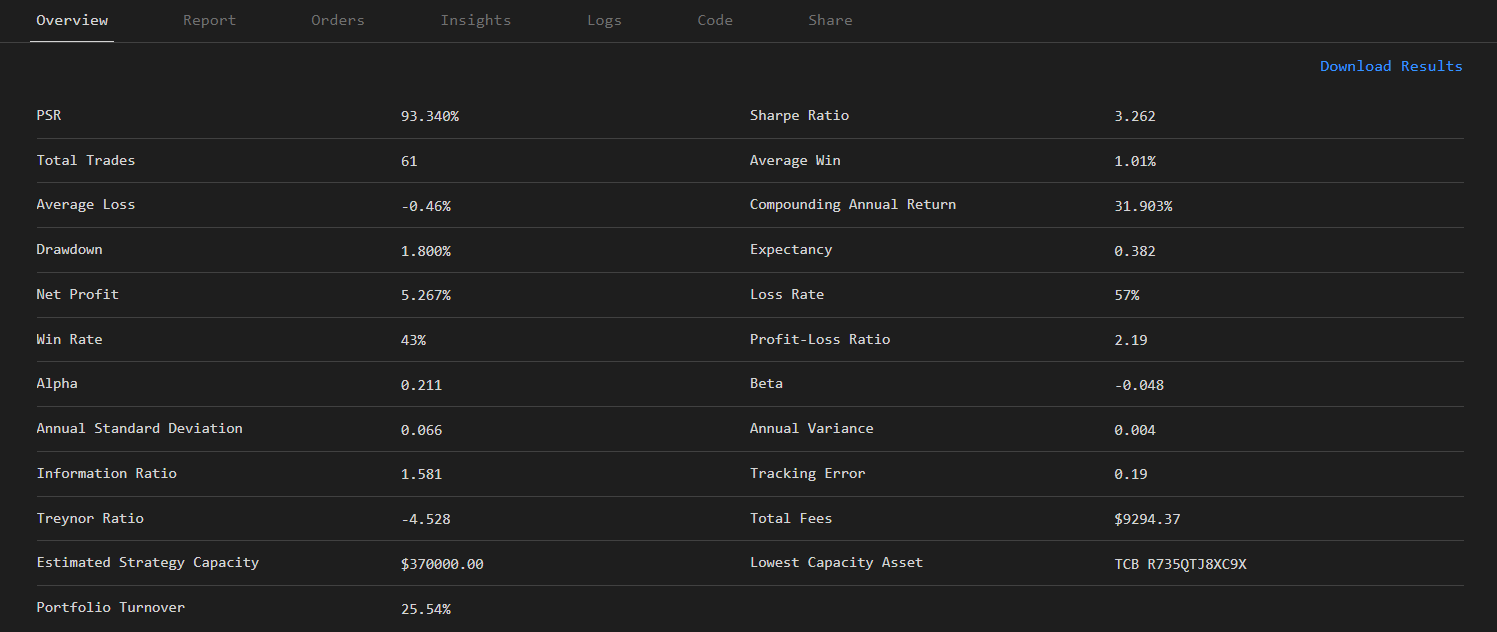 Overview Report Orders Insights Logs Code Share
Download Results
PSR 93.340% Sharpe Ratio 3.262
Total Trades 61 Average Win 1.01%
Average Loss -0.46% Compounding Annual Return 31.903%
Drawdown 1.800% Expectancy 0.382
Net Profit 5.267% Loss Rate 57%
Win Rate 43% Profit-Loss Ratio 2.19
Alpha 0.211 Beta -0.048
Annual Standard Deviation 0.066 Annual Variance 0.004
Information Ratio 1.581 Tracking Error 0.19
Treynor Ratio -4.528 Total Fees $9294.37
Estimated Strategy Capacity $370000.00 Lowest Capacity Asset TCB R735QTJ8XC9X
Portfolio Turnover 25.54%